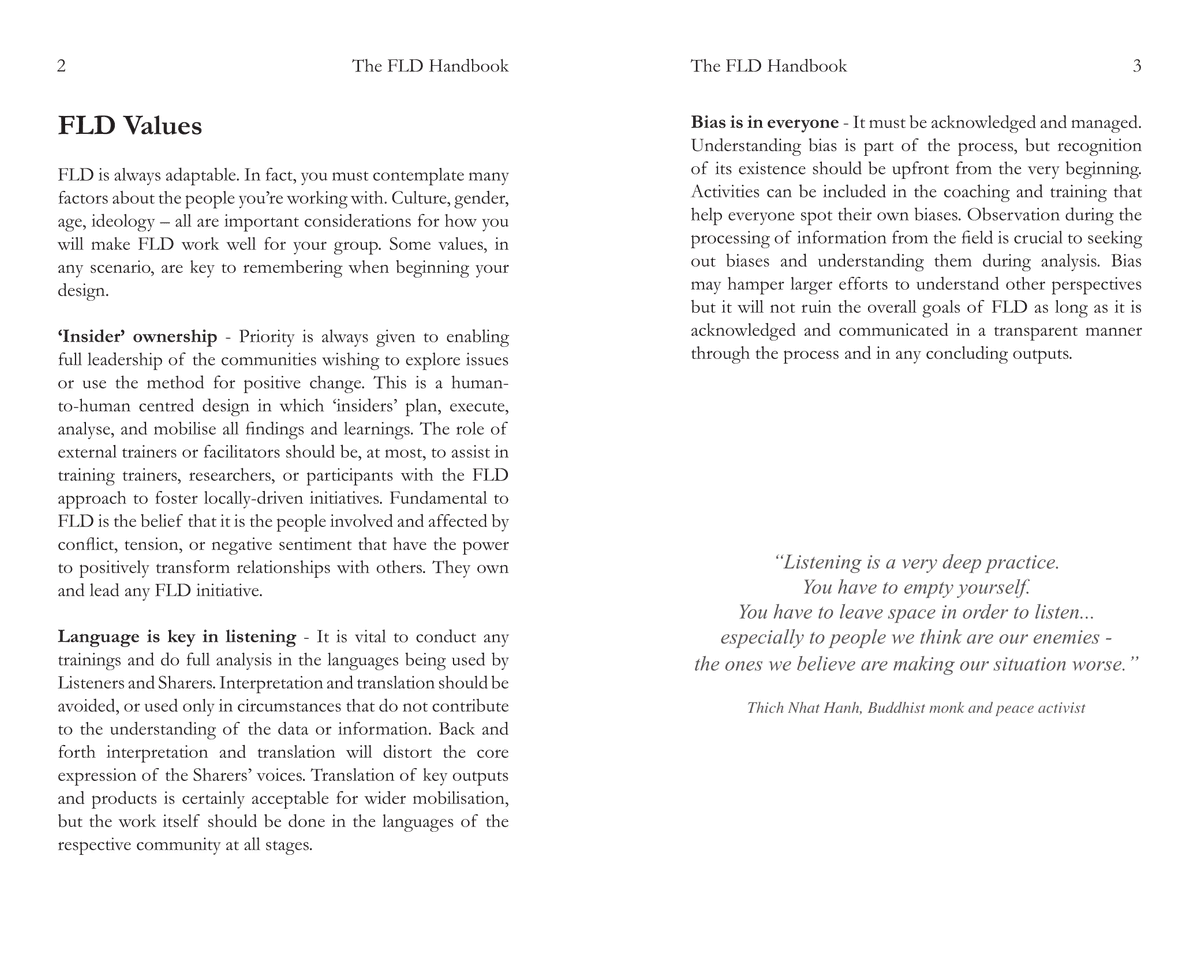 2
The FLD Handbook
FLD Values
FLD is always adaptable. In fact, you must contemplate many
factors about the people you’re working with. Culture, gender,
age, ideology – all are important considerations for how you
will make FLD work well for your group. Some values, in
any scenario, are key to remembering when beginning your
design.
‘Insider’ ownership - Priority is always given to enabling
full leadership of the communities wishing to explore issues
or use the method for positive change. This is a human-
to-human centred design in which ‘insiders’ plan, execute,
analyse, and mobilise all findings and learnings. The role of
external trainers or facilitators should be, at most, to assist in
training trainers, researchers, or participants with the FLD
approach to foster locally-driven initiatives. Fundamental to
FLD is the belief that it is the people involved and affected by
conflict, tension, or negative sentiment that have the power
to positively transform relationships with others. They own
and lead any FLD initiative.
Language is key in listening - It is vital to conduct any
trainings and do full analysis in the languages being used by
Listeners and Sharers. Interpretation and translation should be
avoided, or used only in circumstances that do not contribute
to the understanding of the data or information. Back and
forth interpretation and translation will distort the core
expression of the Sharers’ voices. Translation of key outputs
and products is certainly acceptable for wider mobilisation,
but the work itself should be done in the languages of the
respective community at all stages.
The FLD Handbook
3
Bias is in everyone - It must be acknowledged and managed.
Understanding bias is part of the process, but recognition
of its existence should be upfront from the very beginning.
Activities can be included in the coaching and training that
help everyone spot their own biases. Observation during the
processing of information from the field is crucial to seeking
out biases and understanding them during analysis. Bias
may hamper larger efforts to understand other perspectives
but it will not ruin the overall goals of FLD as long as it is
acknowledged and communicated in a transparent manner
through the process and in any concluding outputs.
“Listening is a very deep practice.
You have to empty yourself.
You have to leave space in order to listen...
especially to people we think are our enemies -
the ones we believe are making our situation worse.”
Thich Nhat Hanh, Buddhist monk and peace activist